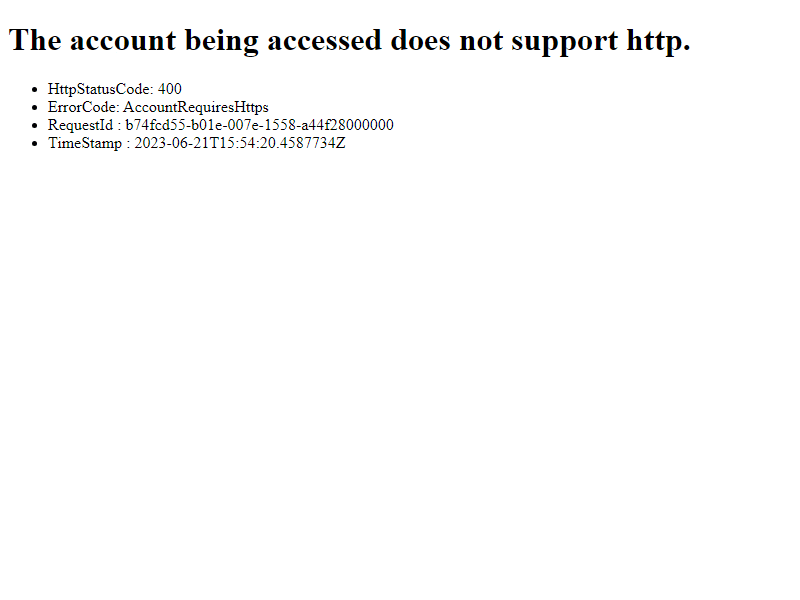 The account being accessed does not support http.
HttpStatusCode: 400
ErrorCode: AccountRequiresHttps
RequestId : b74fcd55-b01e-007e-1558-a44f28000000
TimeStamp : 2023-06-21T15:54:20.4587734Z